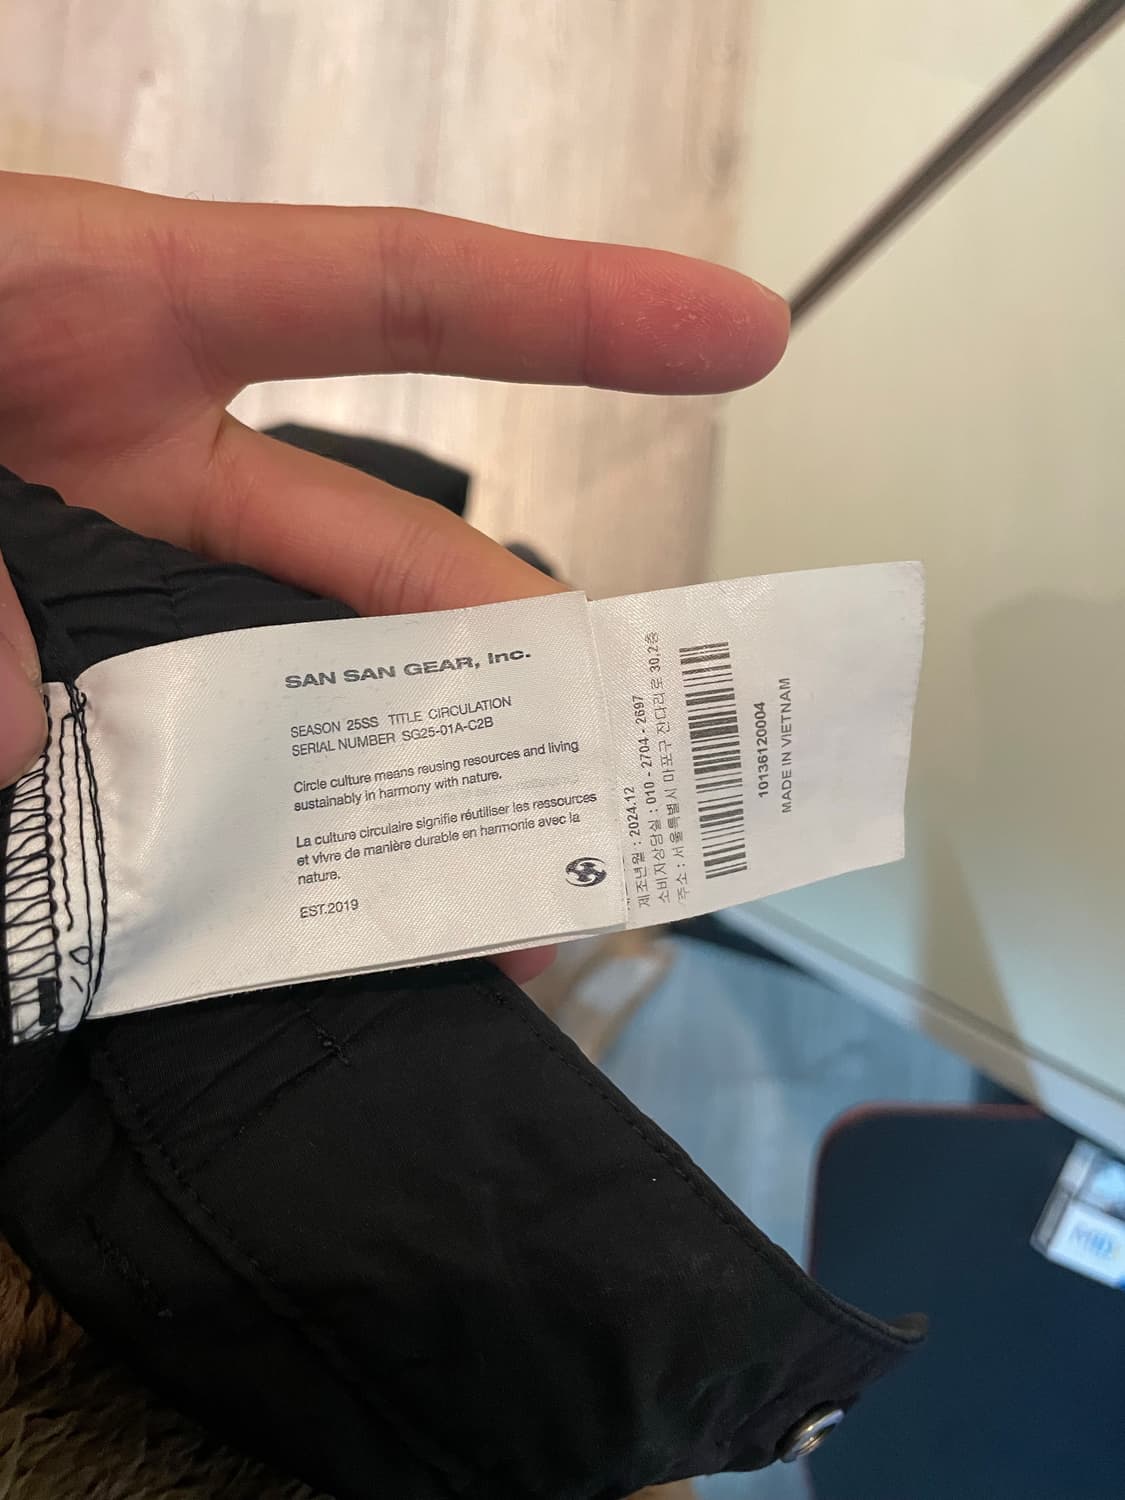 SAN SAN GEAR, Inc.
SEASON 25SS TITLE CIRCULATION
SERIAL NUMBER SG25-01A-C2B
Circle culture means reusing resources and living
sustainably in harmony with nature.
La culture circulaire signifie réutiliser les ressources
et vivre de manière durable en harmonie avec la
nature.
EST.2019
제조년월 : 2024.12
소비자상담실 : 010 - 2704 - 2697
주소 : 서울특별시 마포구 잔다리로 30,2층
10136120004
MADE IN VIETNAM